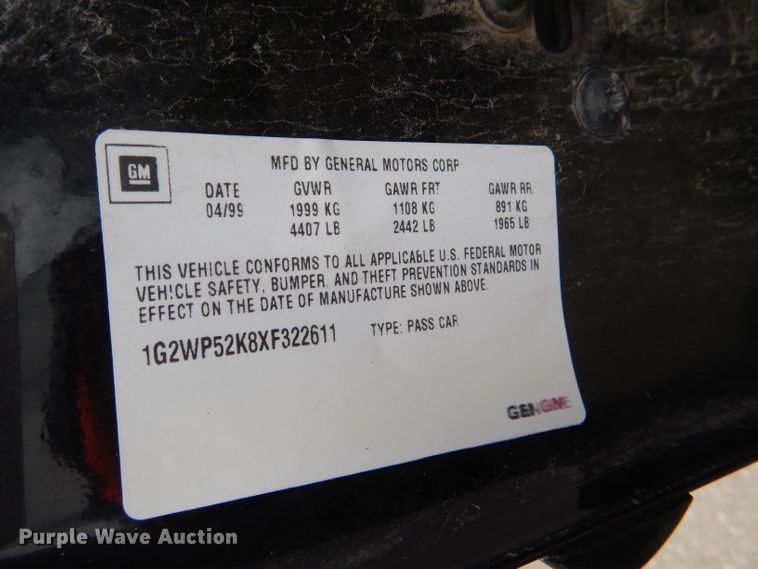 GM
MFD BY GENERAL MOTORS CORP
DATE GVWR GAWR FRT GAWR RR
04/99 1999 KG 1108 KG 891 KG
4407 LB 2442 LB 1965 LB
THIS VEHICLE CONFORMS TO ALL APPLICABLE U.S. FEDERAL MOTOR
VEHICLE SAFETY, BUMPER, AND THEFT PREVENTION STANDARDS IN
EFFECT ON THE DATE OF MANUFACTURE SHOWN ABOVE.
1G2WP52K8XF322611 TYPE: PASS CAR
Purple Wave Auction